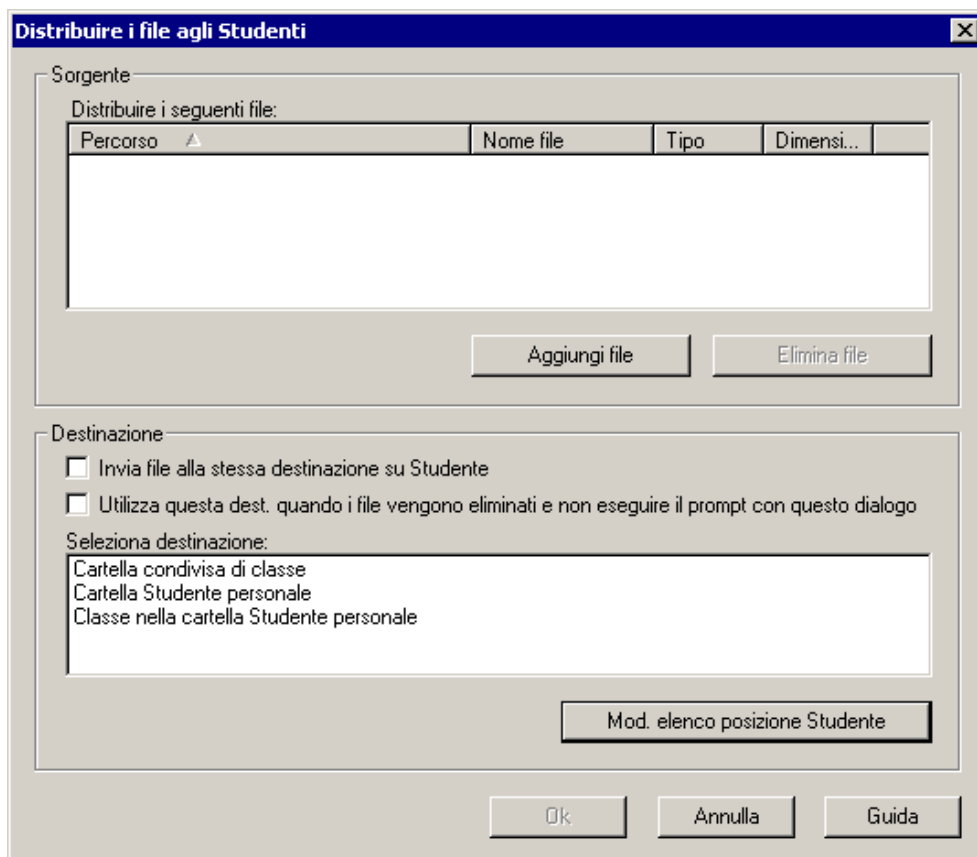 Distribuire i file agli Studenti
Sorgente
Distribuire i seguenti file:
Percorso Nome file Tipo Dimensi...
Aggiungi file Elimina file
Destinazione
Invia file alla stessa destinazione su Studente
Utilizza questa dest. quando i file vengono eliminati e non eseguire il prompt con questo dialogo
Seleziona destinazione:
Cartella condivisa di classe
Cartella Studente personale
Classe nella cartella Studente personale
Mod. elenco posizione Studente
Ok Annulla Guida